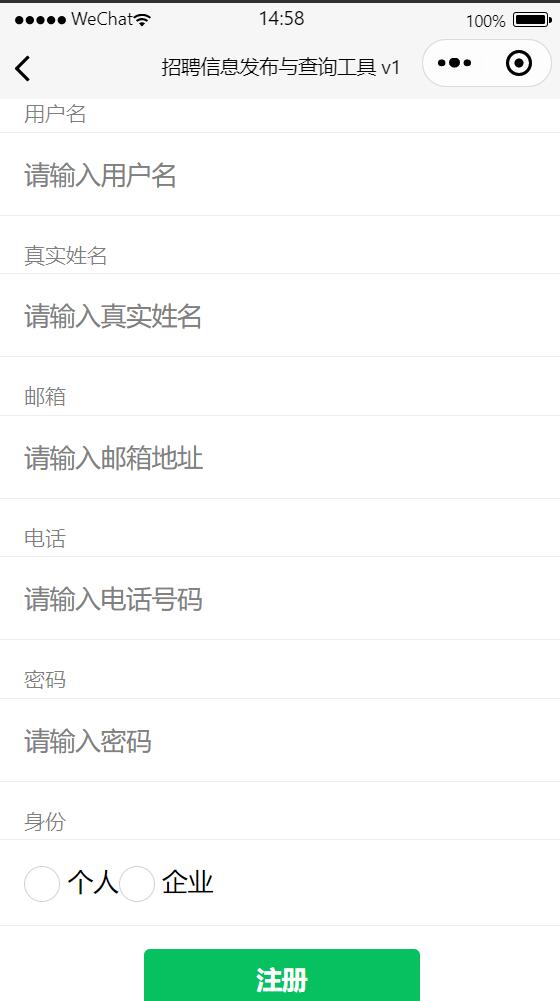 WeChat 14:58 100%
招聘信息发布与查询工具 v1
用户名
请输入用户名
真实姓名
请输入真实姓名
邮箱
请输入邮箱地址
电话
请输入电话号码
密码
请输入密码
身份
个人 企业
注册